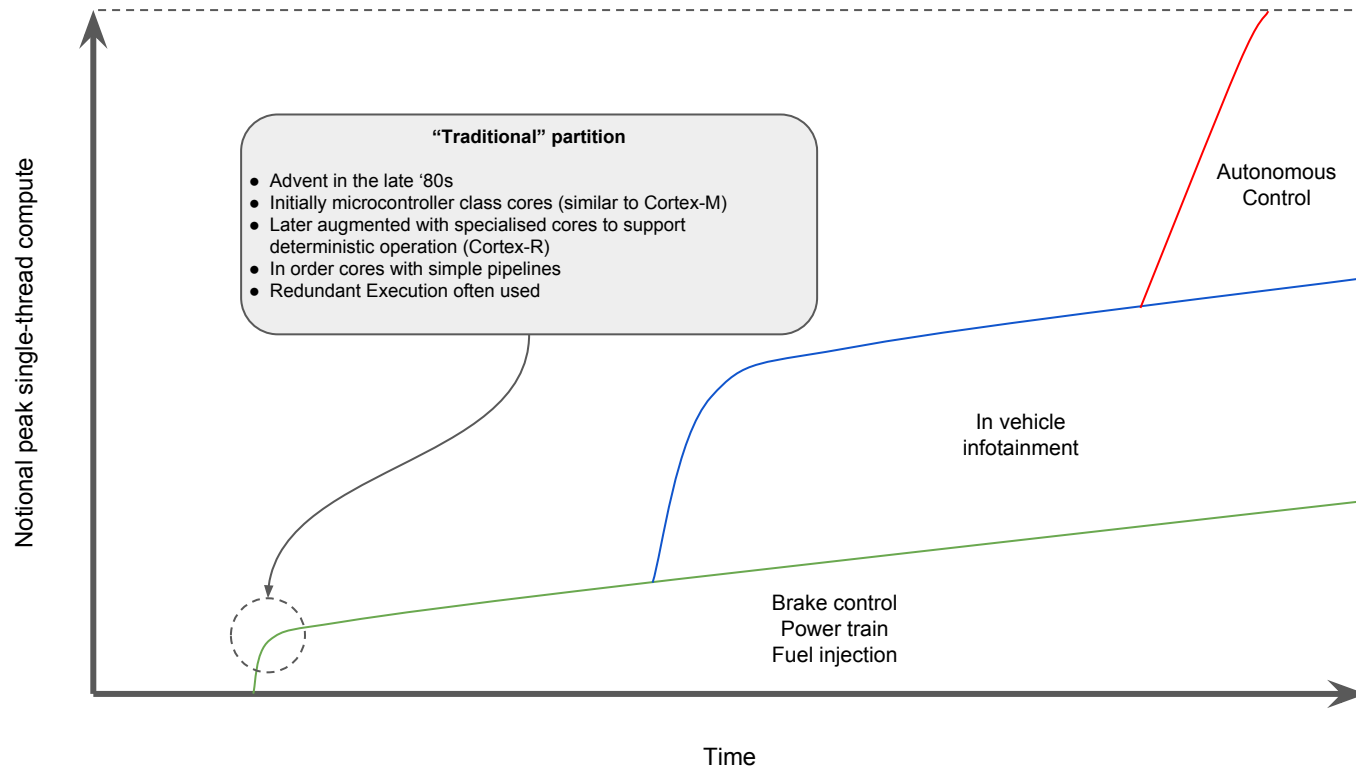 Notional peak single-thread compute
“Traditional” partition
● Advent in the late ‘80s
● Initially microcontroller class cores (similar to Cortex-M)
● Later augmented with specialised cores to support
deterministic operation (Cortex-R)
● In order cores with simple pipelines
● Redundant Execution often used
Autonomous
Control
In vehicle
infotainment
Brake control
Power train
Fuel injection
Time